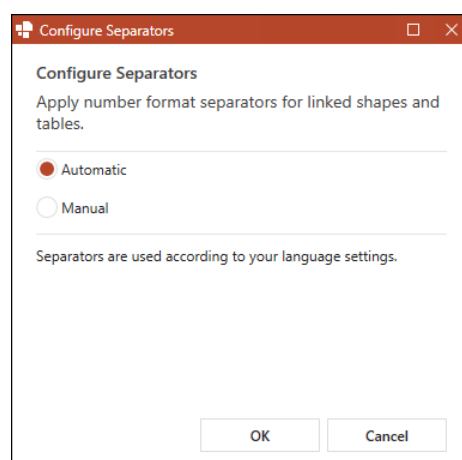 Configure Separators
Configure Separators
Apply number format separators for linked shapes and
tables.
Automatic
Manual
Separators are used according to your language settings.
OK
Cancel